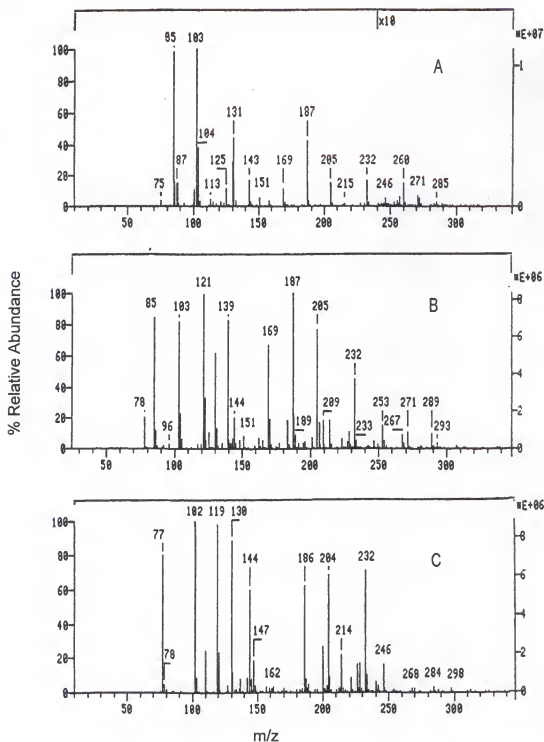 x10
*E+07
A
100 85 103 1
80
60 131 187
40 104
20 87 125 143 169 205 232 260
75 113 151 215 246 271 285
0
50 100 150 200 250 300
*E+06
B
121 187
100 85 103 139 205 8
80 169 6
60 232
40 4
20 78 144 209 253 271 289 2
96 151 189 233 267 293
0 0
50 100 150 200 250 300
% Relative Abundance
*E+06
C
102 119 130
100 77 144 186 204 232 8
80 6
60
40 147 214 4
20 78 162 246 268 284 298 2
0 0
50 100 150 200 250 300
m/z